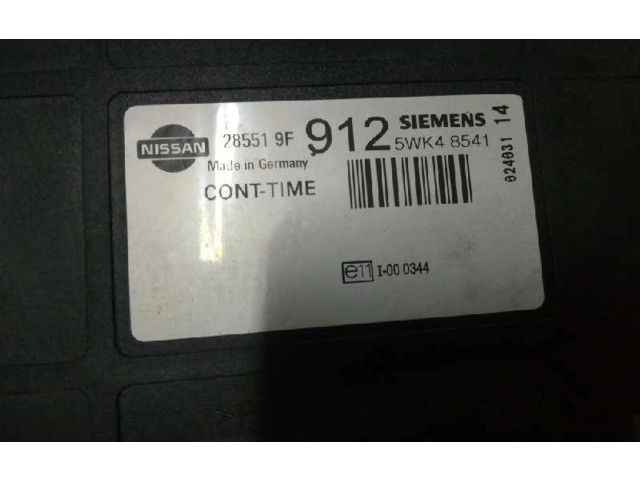 NISSAN 28551 9F 912 SIEMENS
5WK4 8541
Made in Germany
CONT-TIME
024031 14
e11 I-00 0344